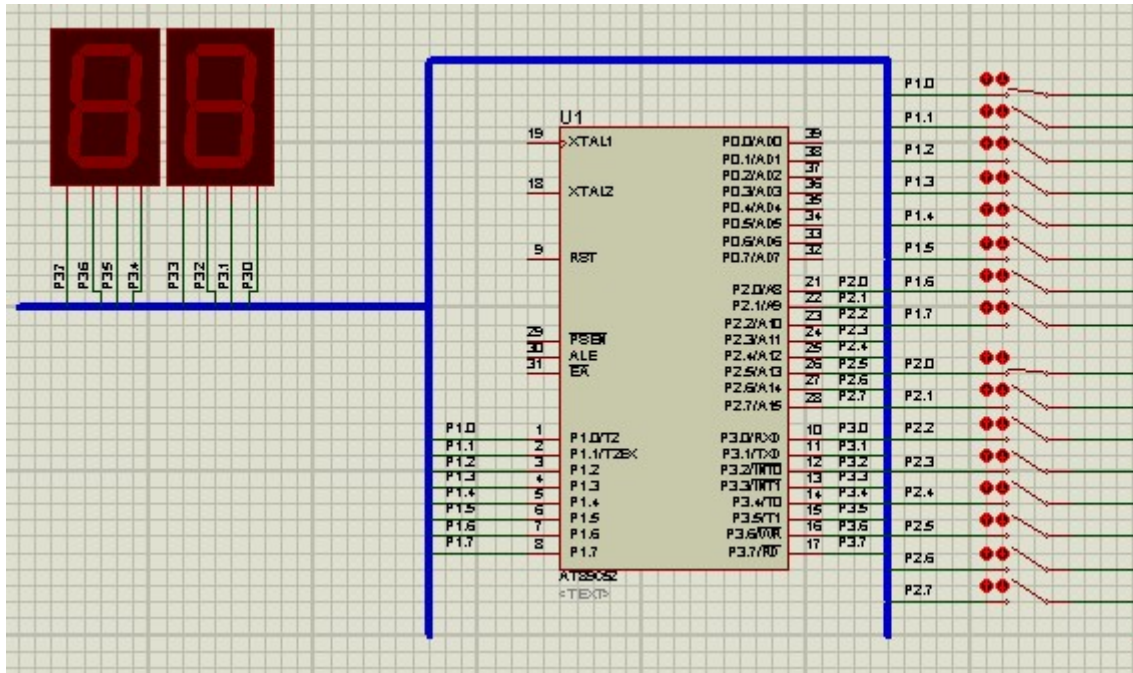 U1
19 XTAL1
18 XTAL2
9 RST
29 PSEN
30 ALE
31 EA
P1.0 1 P1.0/T2
P1.1 2 P1.1/T2EX
P1.2 3 P1.2
P1.3 4 P1.3
P1.4 5 P1.4
P1.5 6 P1.5
P1.6 7 P1.6
P1.7 8 P1.7
P0.0/AD0 39
P0.1/AD1 38
P0.2/AD2 37
P0.3/AD3 36
P0.4/AD4 35
P0.5/AD5 34
P0.6/AD6 33
P0.7/AD7 32
P2.0/A8 21 P2.0
P2.1/A9 22 P2.1
P2.2/A10 23 P2.2
P2.3/A11 24 P2.3
P2.4/A12 25 P2.4
P2.5/A13 26 P2.5
P2.6/A14 27 P2.6
P2.7/A15 28 P2.7
P3.0/RXD 10 P3.0
P3.1/TXD 11 P3.1
P3.2/INT0 12 P3.2
P3.3/INT1 13 P3.3
P3.4/T0 14 P3.4
P3.5/T1 15 P3.5
P3.6/WR 16 P3.6
P3.7/RD 17 P3.7
AT89C52
<TEXT>
P37
P36
P35
P3.4
P33
P32
P3.1
P30
P1.0
P1.1
P1.2
P1.3
P1.4
P1.5
P1.6
P1.7
P2.0
P2.1
P2.2
P2.3
P2.4
P2.5
P2.6
P2.7